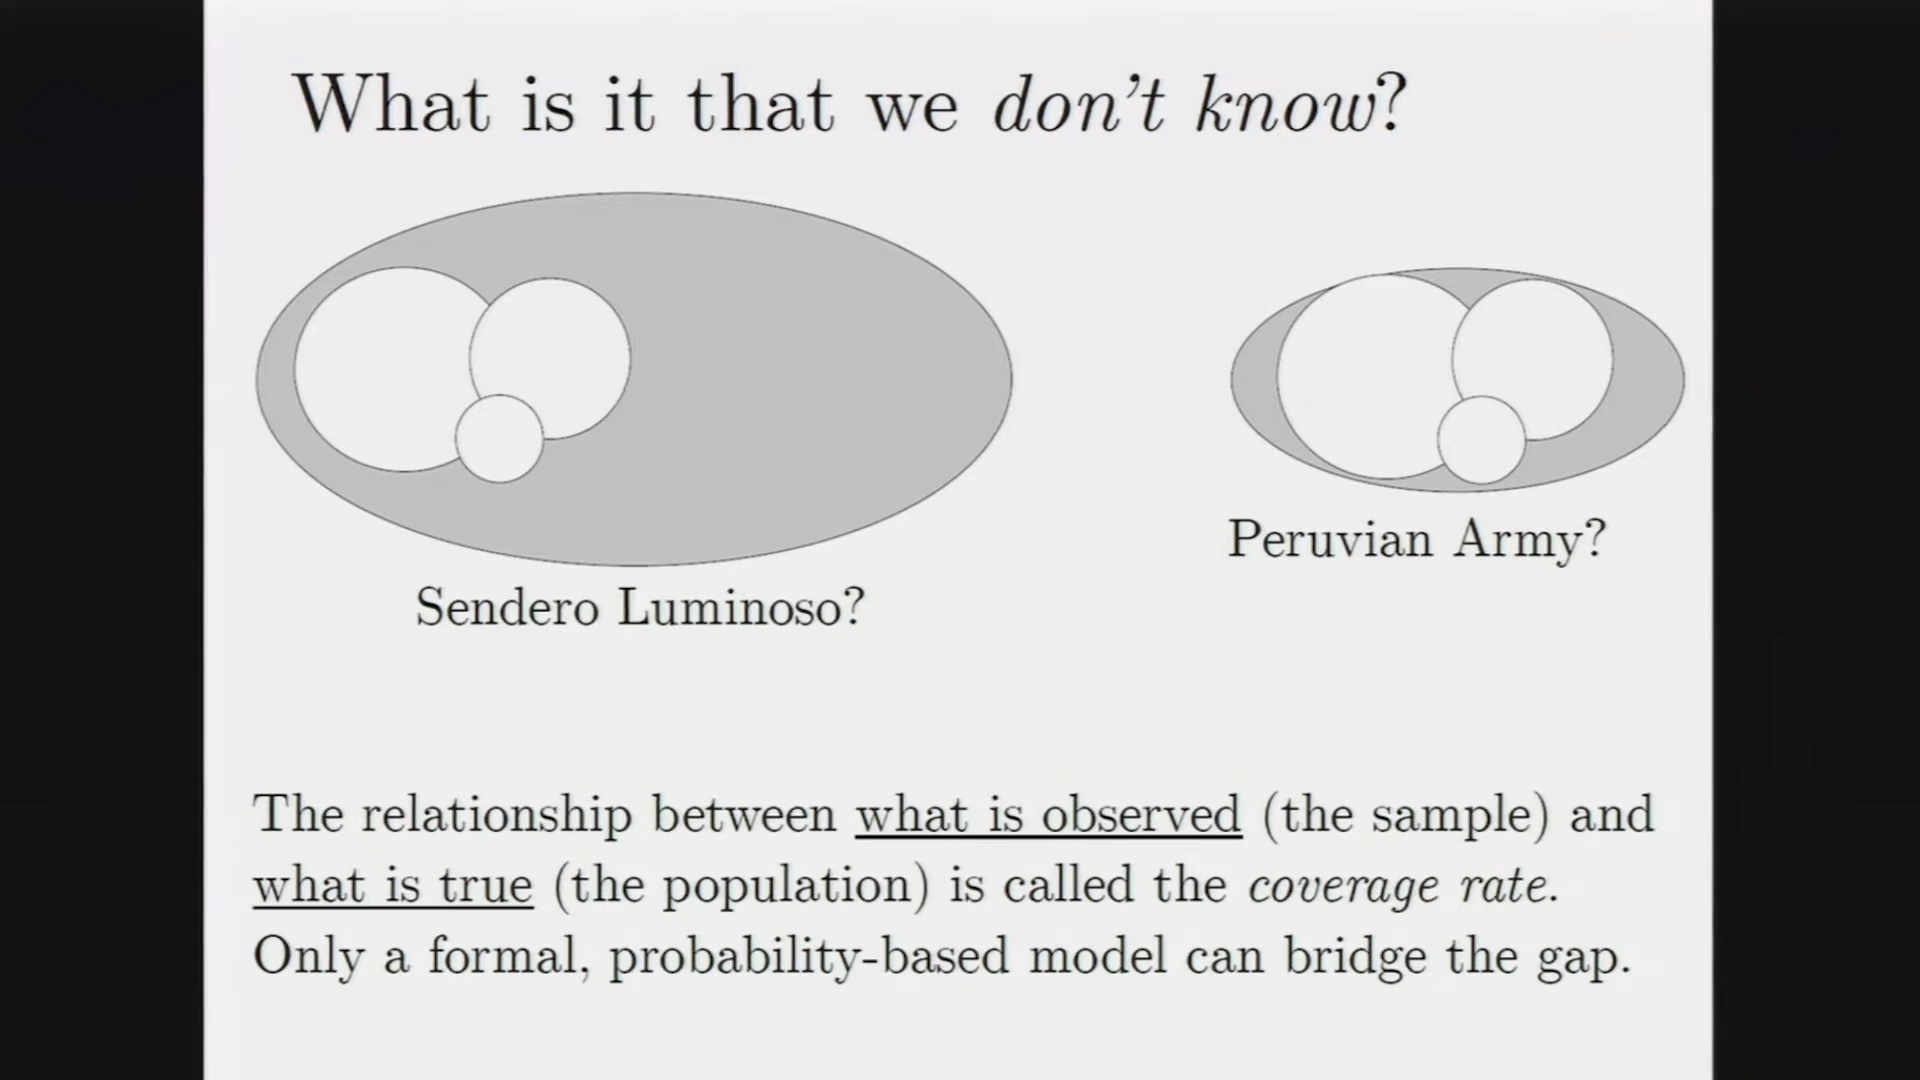 What is it that we don't know?
Sendero Luminoso?
Peruvian Army?
The relationship between what is observed (the sample) and
what is true (the population) is called the coverage rate.
Only a formal, probability-based model can bridge the gap.